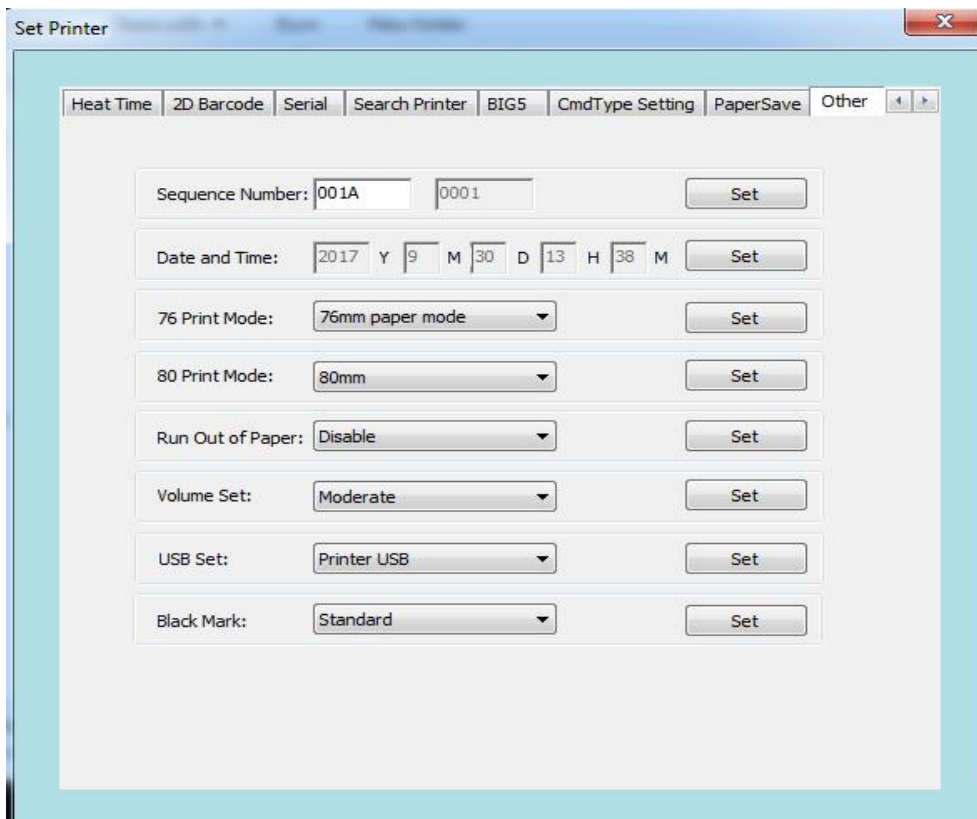 Set Printer
Heat Time 2D Barcode Serial Search Printer BIG5 CmdType Setting PaperSave Other
Sequence Number: 001A 0001 Set
Date and Time: 2017 Y 9 M 30 D 13 H 38 M Set
76 Print Mode: 76mm paper mode Set
80 Print Mode: 80mm Set
Run Out of Paper: Disable Set
Volume Set: Moderate Set
USB Set: Printer USB Set
Black Mark: Standard Set